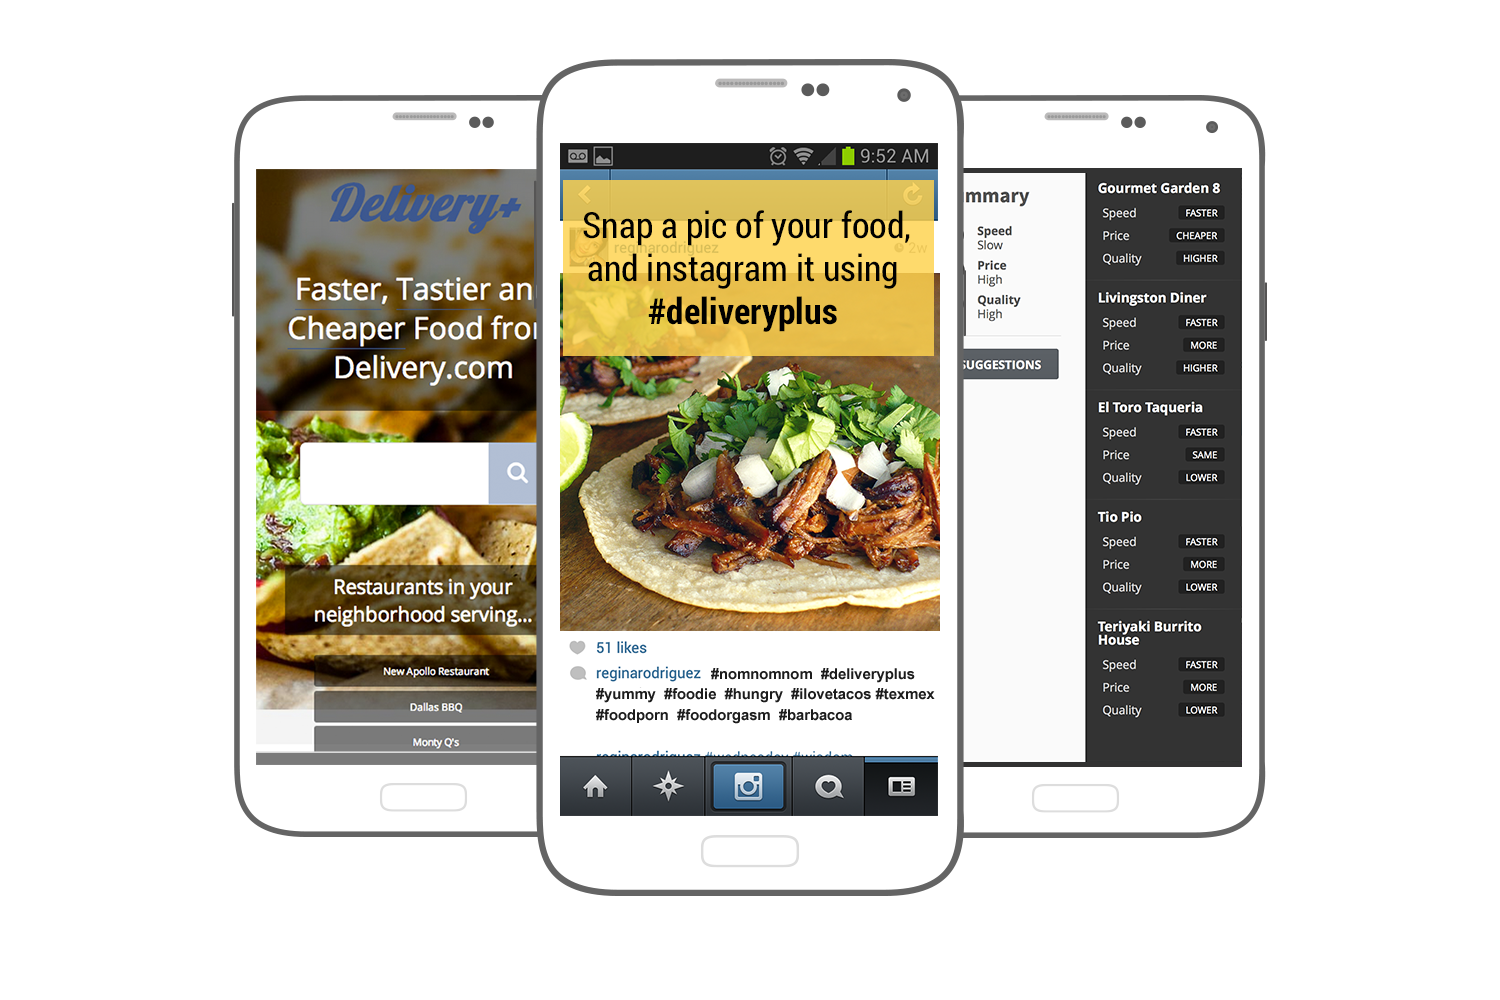 Delivery+
Faster, Tastier an
Cheaper Food fro
Delivery.com
Restaurants in your
neighborhood serving...
New Apollo Restaurant
Dallas BBQ
Monty Q's
9:52 AM
Snap a pic of your food,
and instagram it using
#deliveryplus
reginarodriguez
2w
51 likes
reginarodriguez #nomnomnom #deliveryplus
#yummy #foodie #hungry #ilovetacos #texmex
#foodporn #foodorgasm #barbacoa
reginarodriguez #wednesday #wisdom
mmary
Speed
Slow
Price
High
Quality
High
SUGGESTIONS
Gourmet Garden 8
Speed FASTER
Price CHEAPER
Quality HIGHER
Livingston Diner
Speed FASTER
Price MORE
Quality HIGHER
El Toro Taqueria
Speed FASTER
Price SAME
Quality LOWER
Tio Pio
Speed FASTER
Price MORE
Quality LOWER
Teriyaki Burrito
House
Speed FASTER
Price MORE
Quality LOWER